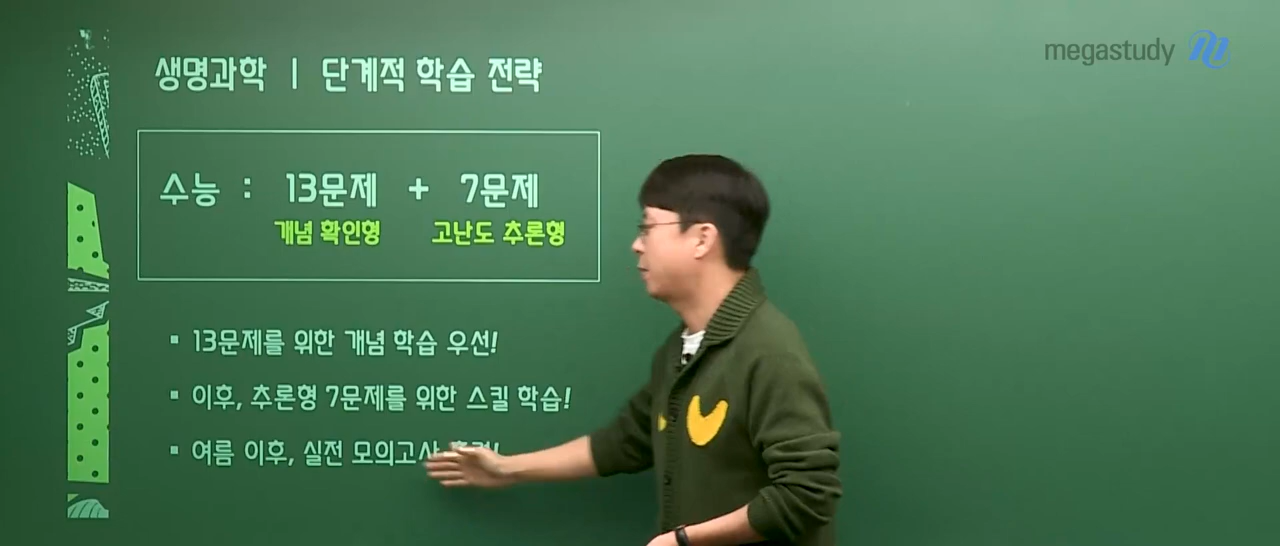 megastudy
생명과학 I 단계적 학습 전략
수능 : 13문제 + 7문제
개념 확인형 고난도 추론형
▪ 13문제를 위한 개념 학습 우선!
▪ 이후, 추론형 7문제를 위한 스킬 학습!
▪ 여름 이후, 실전 모의고사